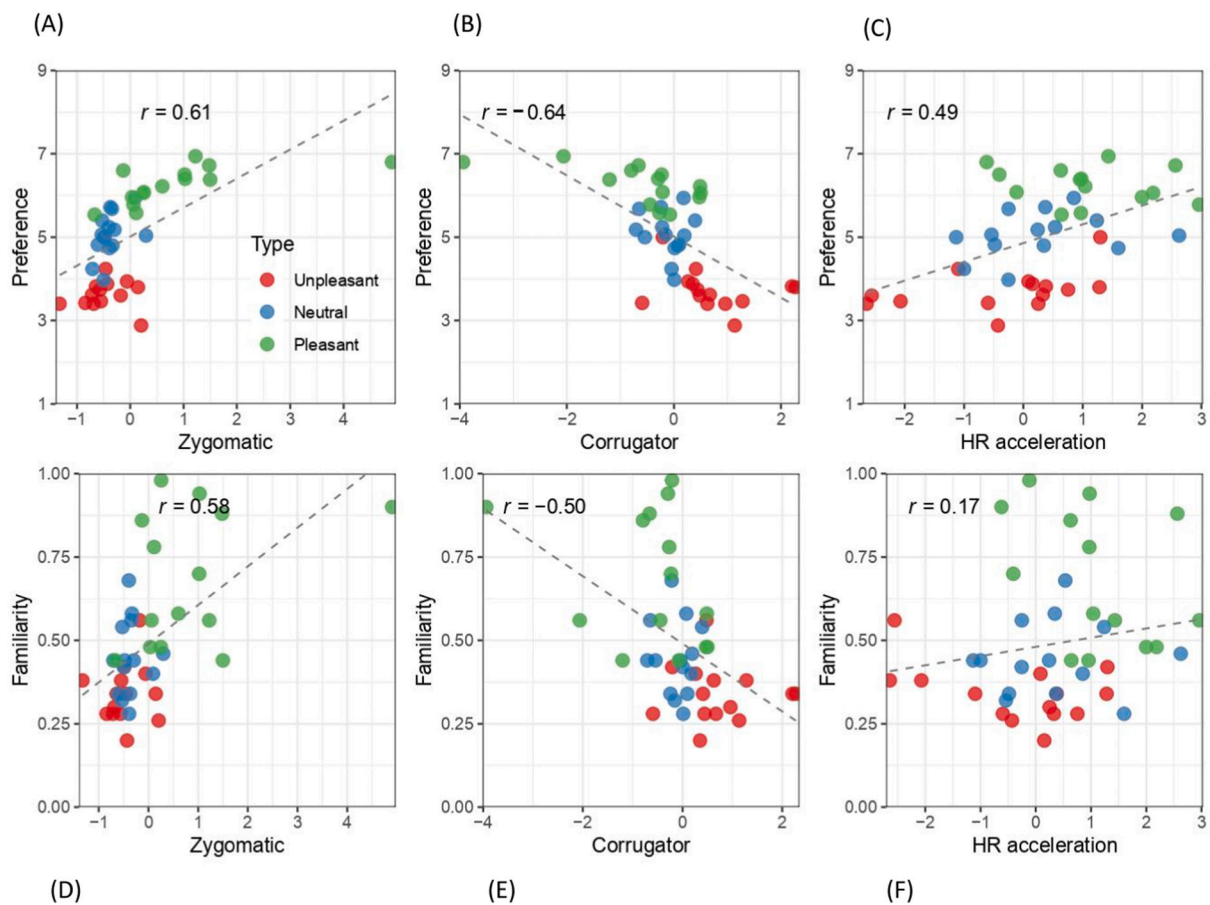 (A)
(B)
(C)
9
7
5
3
1
Preference
r = 0.61
Type
Unpleasant
Neutral
Pleasant
−1 0 1 2 3 4
Zygomatic
9
7
5
3
1
Preference
r = −0.64
−4 −2 0 2
Corrugator
9
7
5
3
1
Preference
r = 0.49
−2 −1 0 1 2 3
HR acceleration
1.00
0.75
0.50
0.25
0.00
Familiarity
r = 0.58
−1 0 1 2 3 4
Zygomatic
1.00
0.75
0.50
0.25
0.00
Familiarity
r = −0.50
−4 −2 0 2
Corrugator
1.00
0.75
0.50
0.25
0.00
Familiarity
r = 0.17
−2 −1 0 1 2 3
HR acceleration
(D)
(E)
(F)